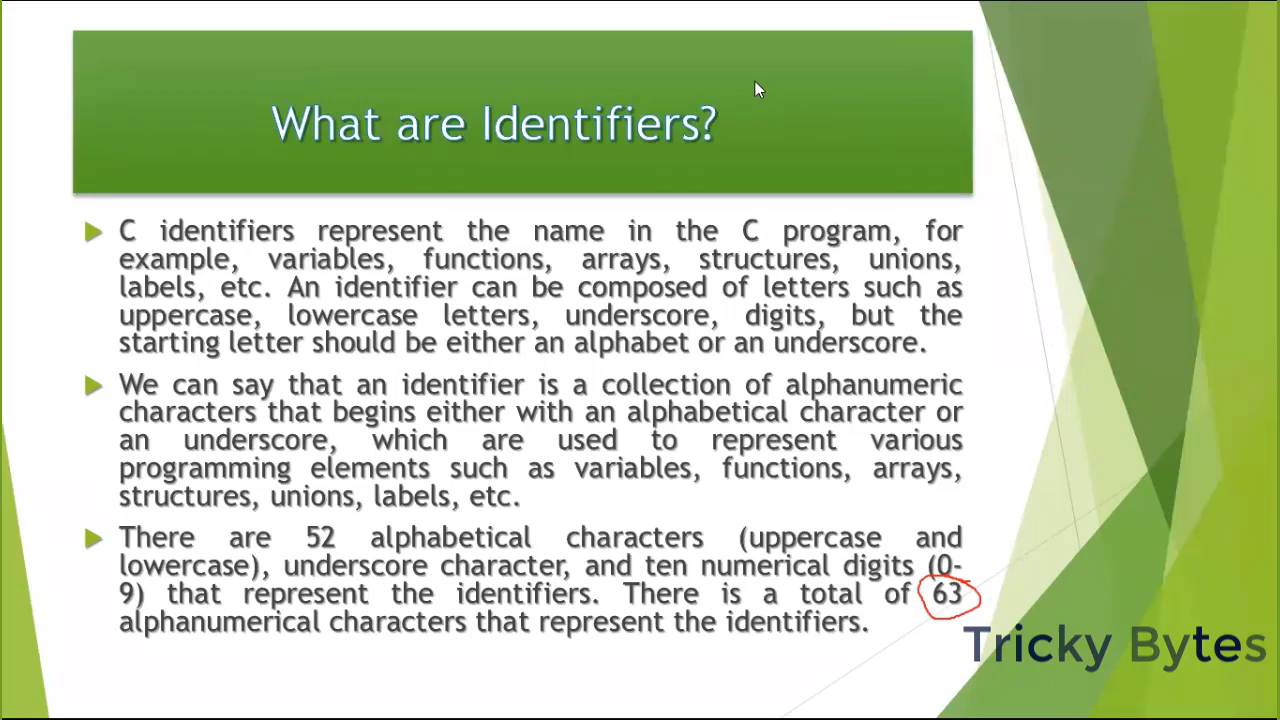 What are Identifiers?
C identifiers represent the name in the C program, for
example, variables, functions, arrays, structures, unions,
labels, etc. An identifier can be composed of letters such as
uppercase, lowercase letters, underscore, digits, but the
starting letter should be either an alphabet or an underscore.
We can say that an identifier is a collection of alphanumeric
characters that begins either with an alphabetical character or
an underscore, which are used to represent various
programming elements such as variables, functions, arrays,
structures, unions, labels, etc.
There are 52 alphabetical characters (uppercase and
lowercase), underscore character, and ten numerical digits (0-
9) that represent the identifiers. There is a total of 63
alphanumerical characters that represent the identifiers.
Tricky Bytes